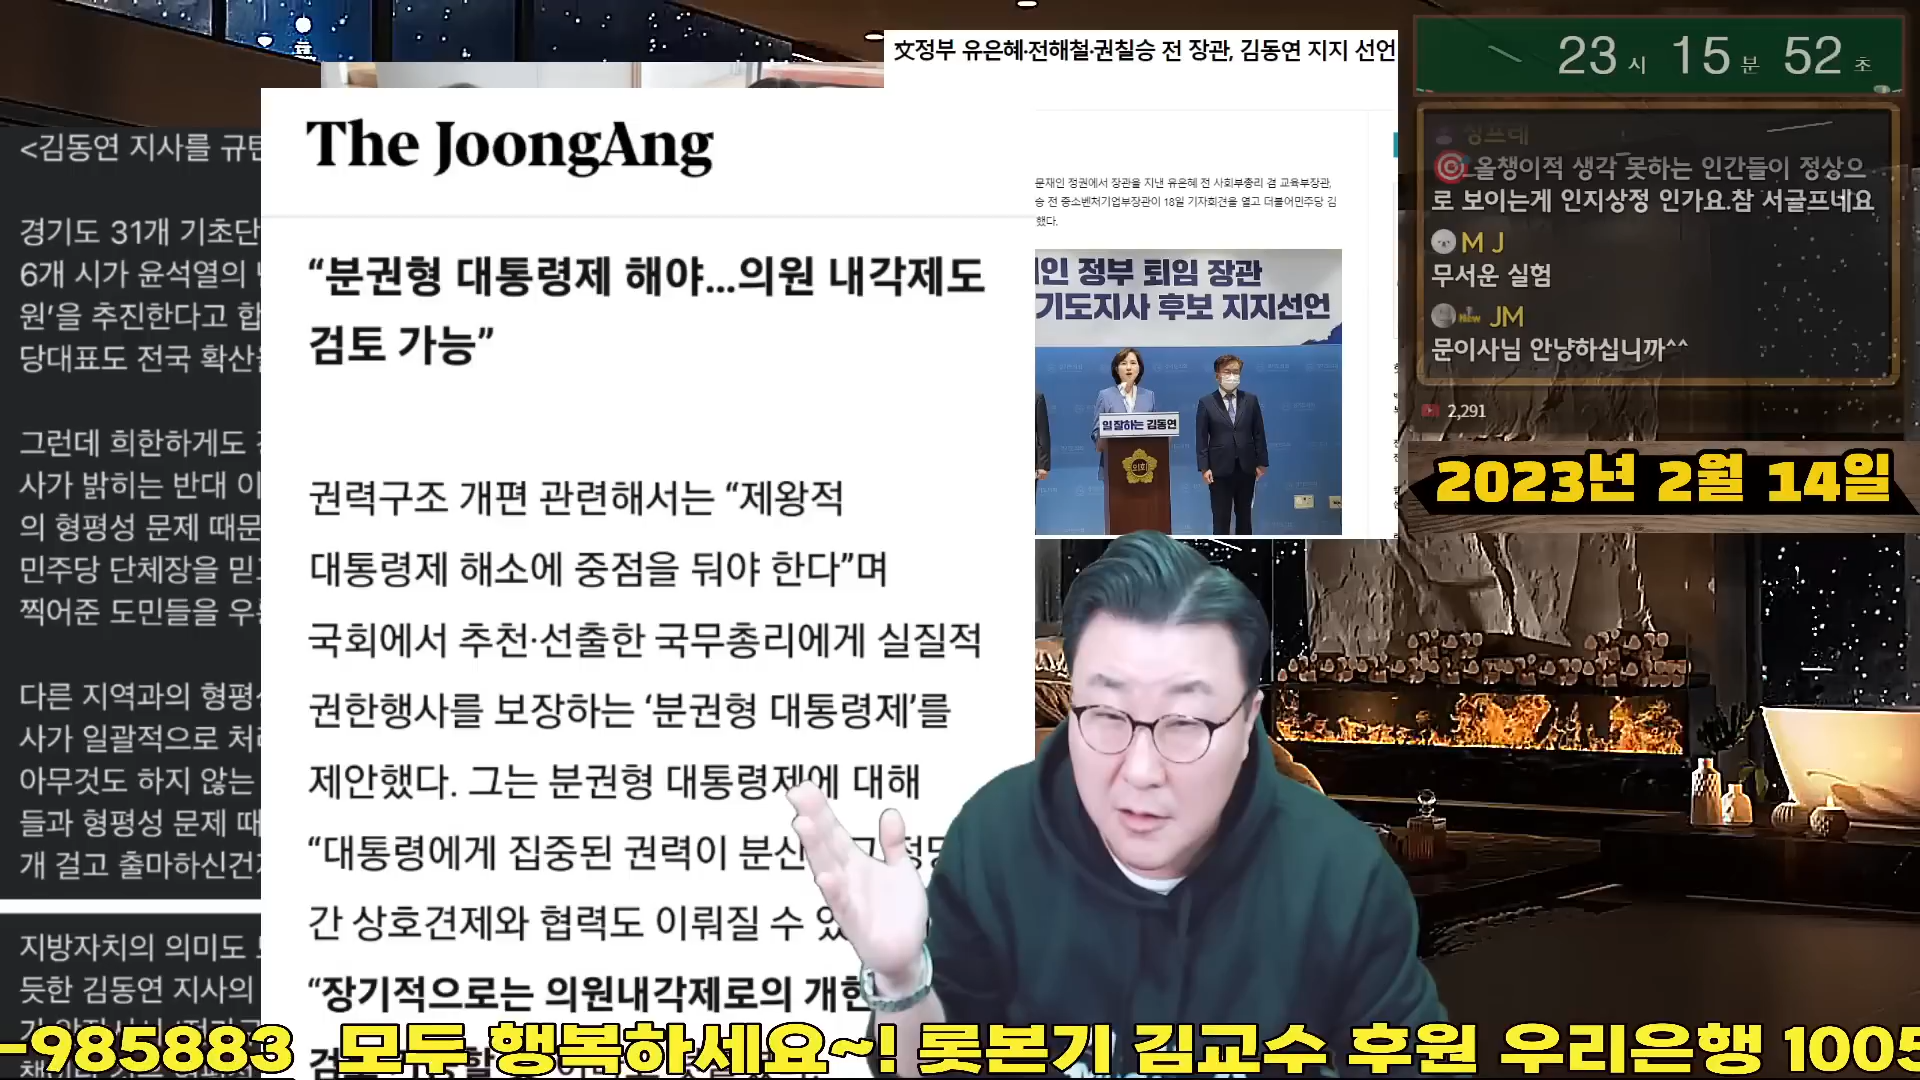 <김동연 지사를 규탄
경기도 31개 기초단
6개 시가 윤석열의
원'을 추진한다고 합
당대표도 전국 확산
그런데 희한하게도
사가 밝히는 반대 이
의 형평성 문제 때문
민주당 단체장을 믿
찍어준 도민들을
다른 지역과의 형평
사가 일괄적으로
아무것도 하지 않는
들과 형평성 문제 때
개 걸고 출마하신건
지방자치의 의미도
듯한 김동연 지사의
The JoongAng
“분권형 대통령제 해야...의원 내각제도
검토 가능”
권력구조 개편 관련해서는 “제왕적
대통령제 해소에 중점을 둬야 한다”며
국회에서 추천·선출한 국무총리에게 실질적
권한행사를 보장하는 ‘분권형 대통령제’를
제안했다. 그는 분권형 대통령제에 대해
“대통령에게 집중된 권력이 분산
간 상호견제와 협력도 이뤄질 수
“장기적으로는 의원내각제로의 개헌
文정부 유은혜·전해철·권칠승 전 장관, 김동연 지지 선언
문재인 정권에서 장관을 지낸 유은혜 전 사회부총리 겸 교육부장관,
승 전 중소벤처기업부장관이 18일 기자회견을 열고 더불어민주당 김
했다.
인 정부 퇴임 장관
기도지사 후보 지지선언
일 잘하는 김동연
의회
23시 15분 52초
🎯올챙이적 생각 못하는 인간들이 정상으
로 보이는게 인지상정 인가요.참 서글프네요
M J
무서운 실험
New JM
문이사님 안냥하십니까^^
2,291
2023년 2월 14일
-985883 모두 행복하세요~! 롯본기 김교수 후원 우리은행 1005